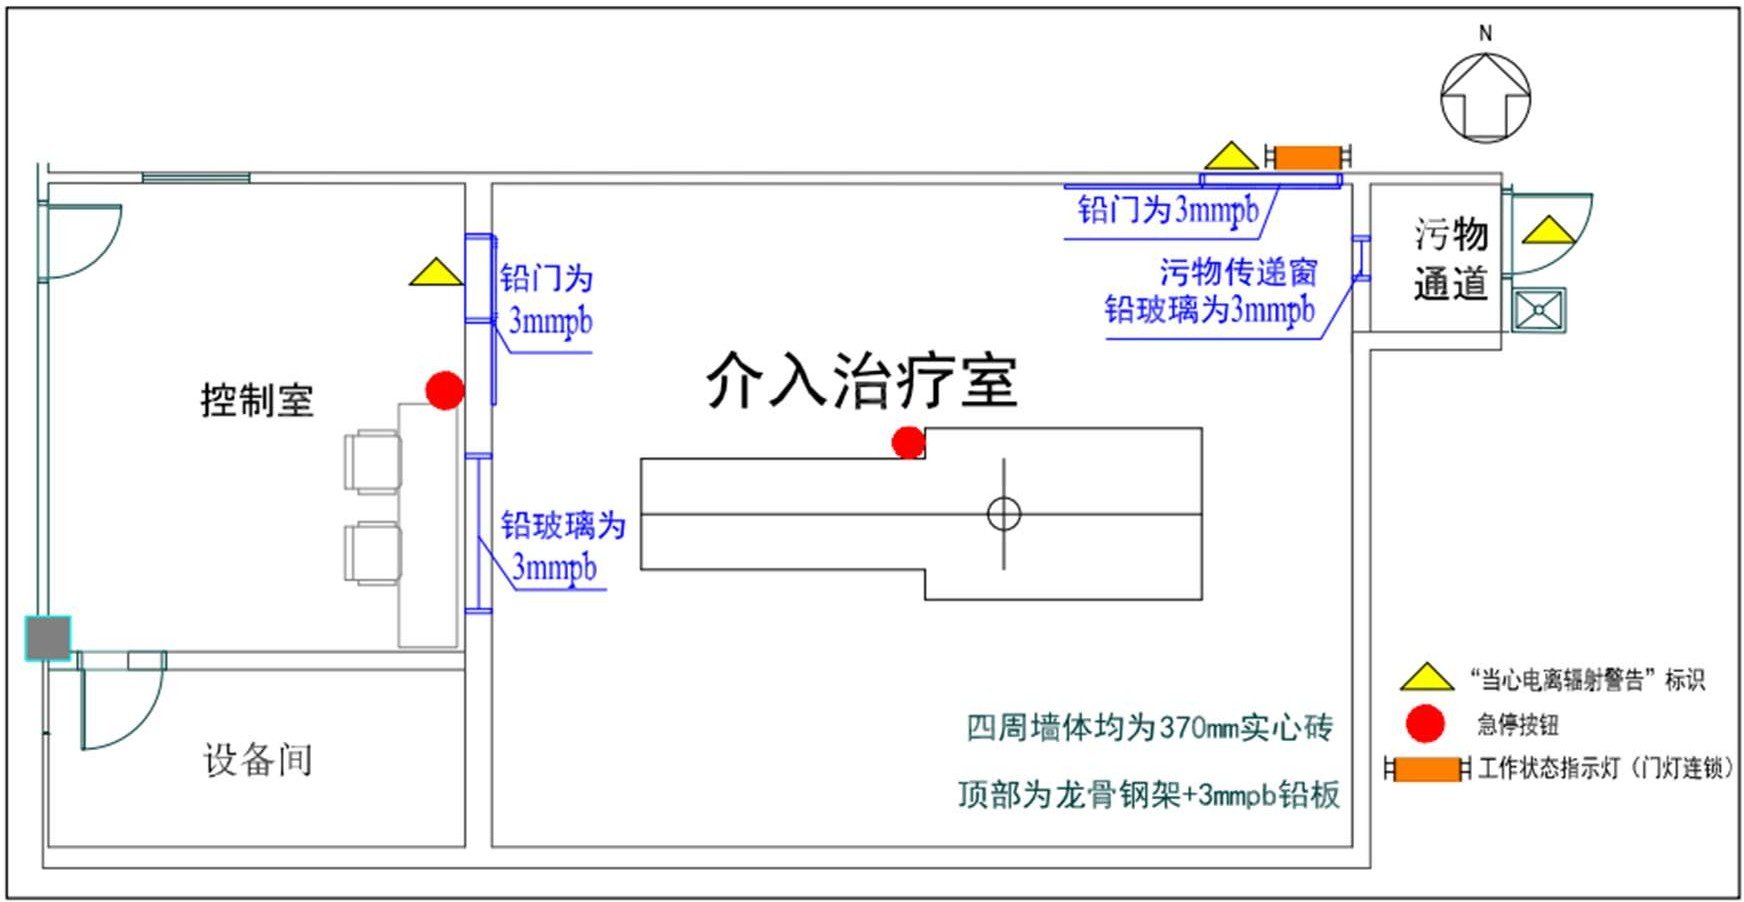 N
铅门为3mmpb
污物
通道
铅门为
3mmpb
污物传递窗
铅玻璃为3mmpb
控制室
介入治疗室
铅玻璃为
3mmpb
四周墙体均为370mm实心砖
顶部为龙骨钢架+3mmpb铅板
设备间
“当心电离辐射警告”标识
急停按钮
工作状态指示灯（门灯连锁）